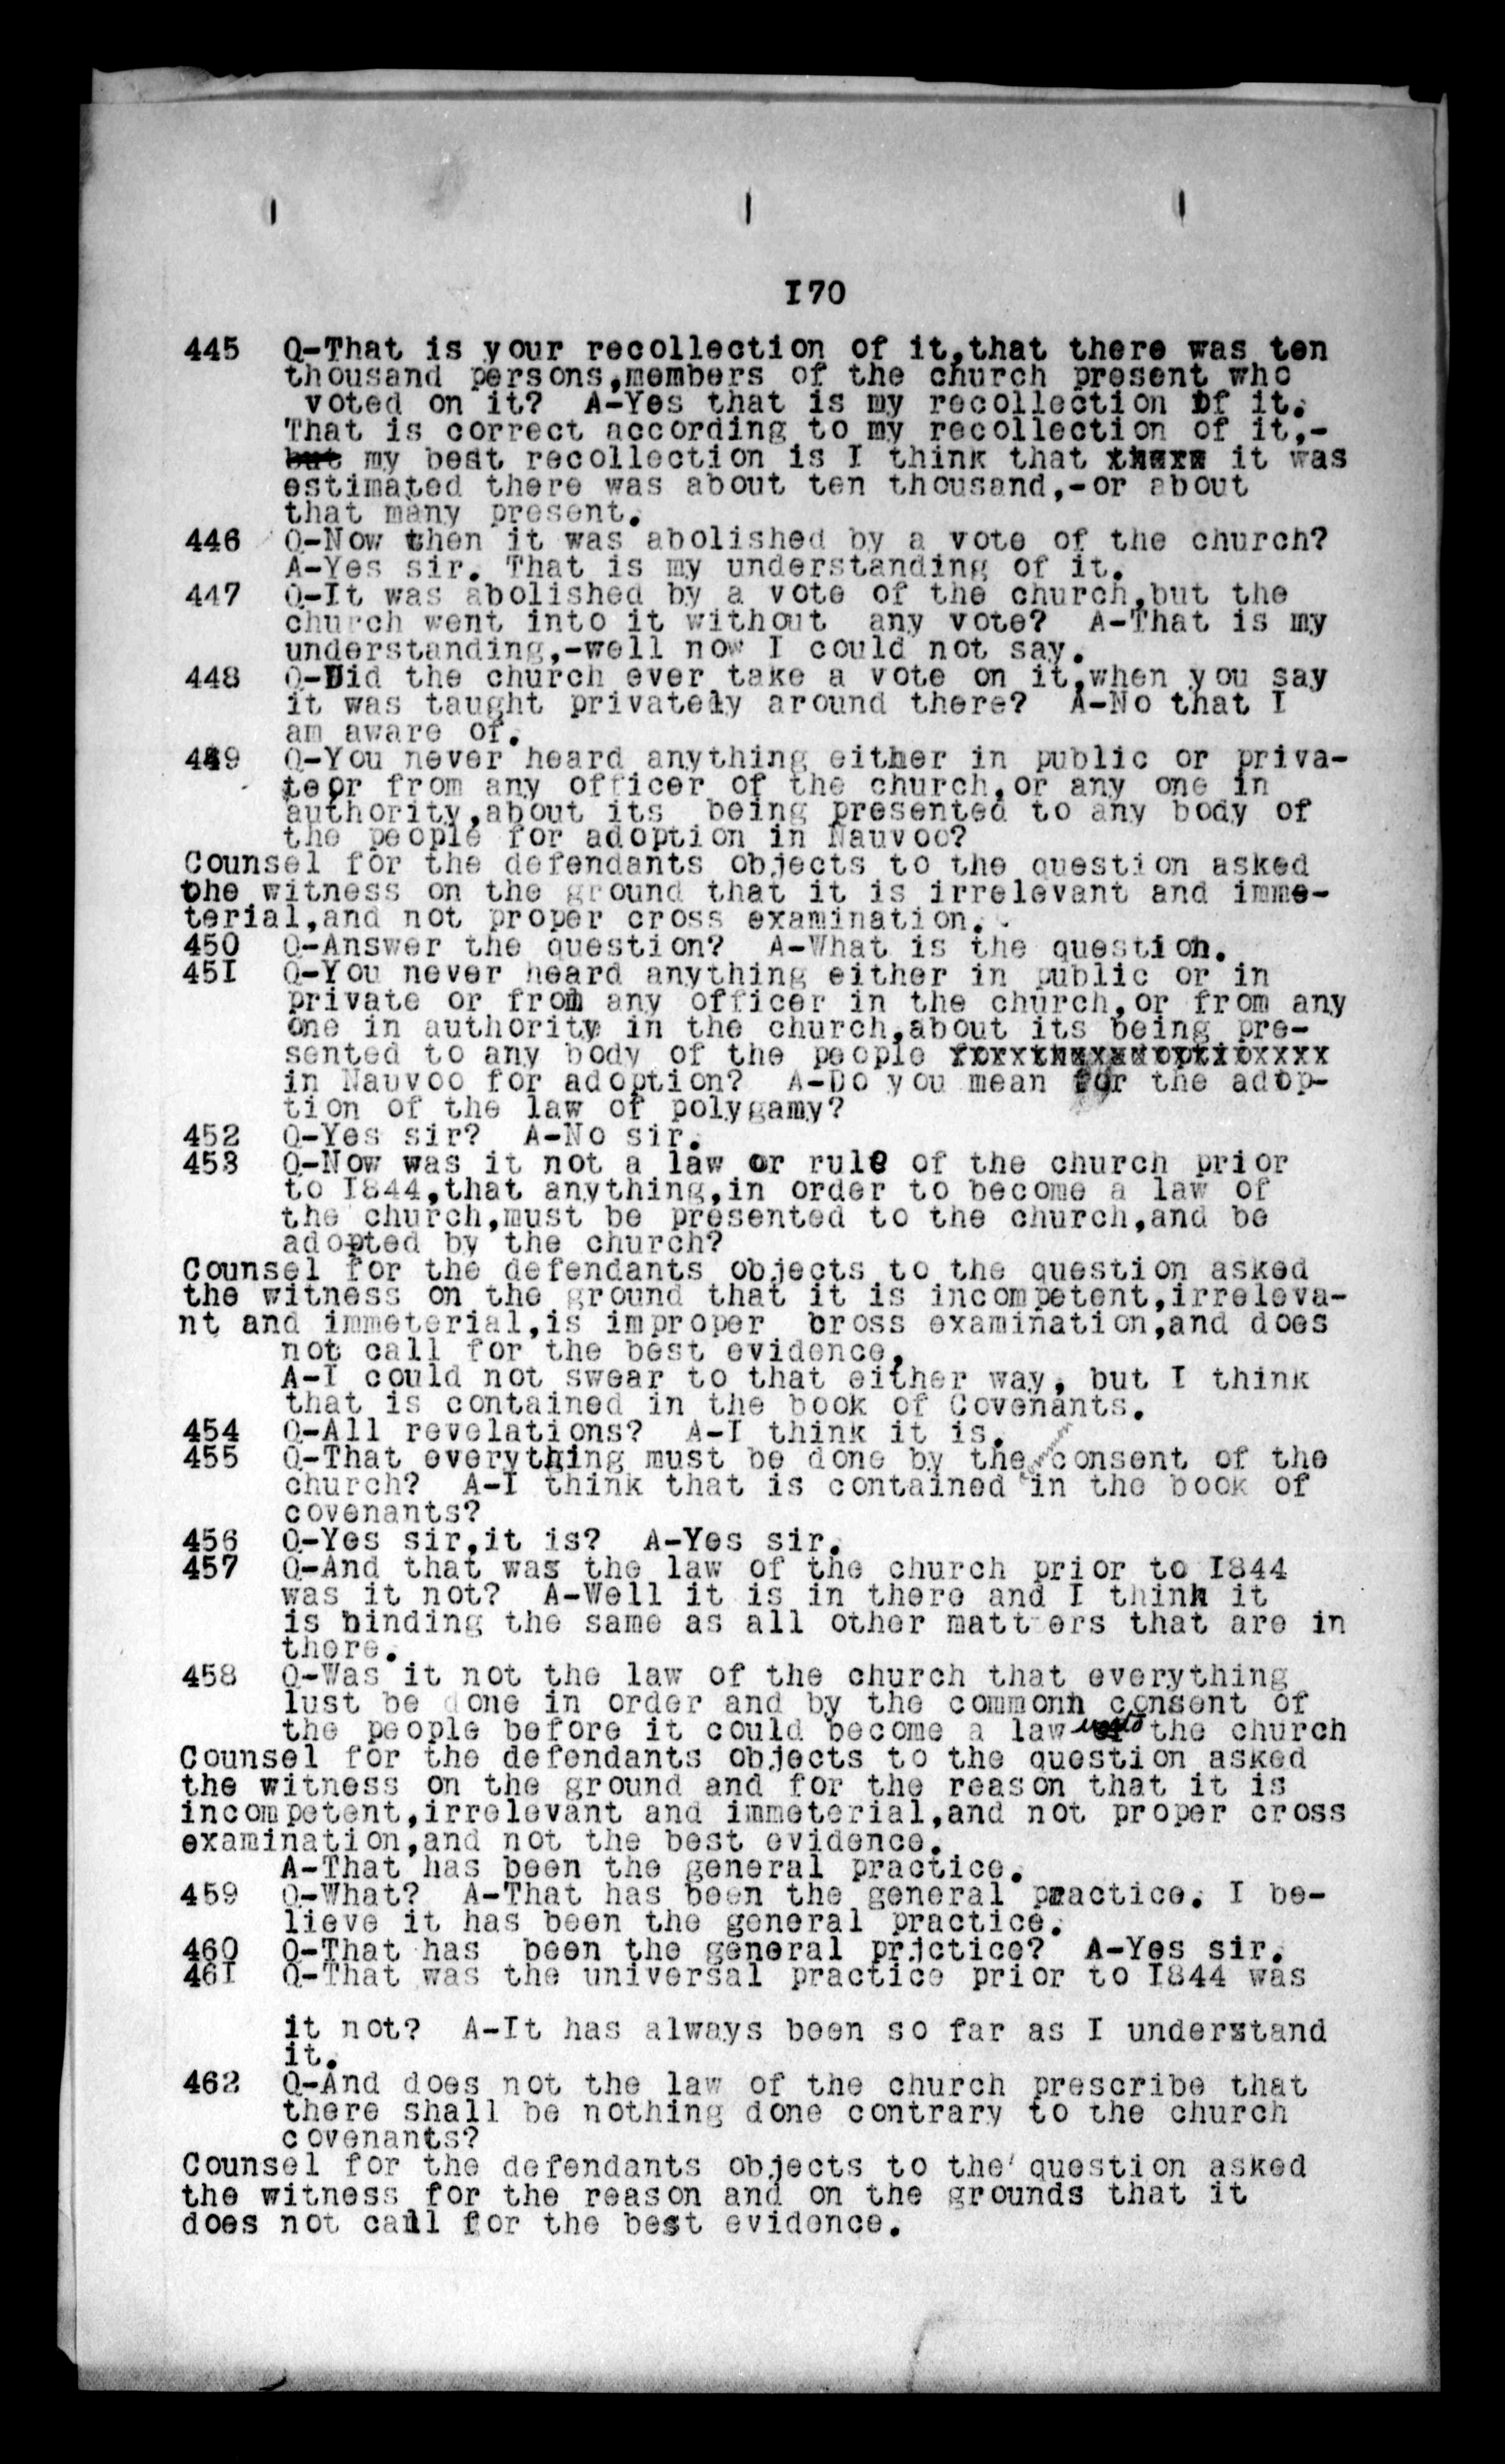 170
445 Q-That is your recollection of it,that there was ten
thousand persons,members of the church present who
voted on it? A-Yes that is my recollection of it.
That is correct according to my recollection of it,-
but my best recollection is I think that there it was
estimated there was about ten thousand,-or about
that many present.
446 Q-Now then it was abolished by a vote of the church?
A-Yes sir. That is my understanding of it.
447 Q-It was abolished by a vote of the church,but the
church went into it without any vote? A-That is my
understanding,-well now I could not say.
448 Q-Did the church ever take a vote on it,when you say
it was taught privately around there? A-No that I
am aware of.
449 Q-You never heard anything either in public or priva-
teor from any officer of the church,or any one in
authority,about its being presented to any body of
the people for adoption in Nauvoo?
Counsel for the defendants objects to the question asked
the witness on the ground that it is irrelevant and imme-
terial,and not proper cross examination.
450 Q-Answer the question? A-What is the question.
451 Q-You never heard anything either in public or in
private or from any officer in the church,or from any
one in authority in the church,about its being pre-
sented to any body of the people forxthexadoptioxxxx
in Nauvoo for adoption? A-Do you mean for the adop-
tion of the law of polygamy?
452 Q-Yes sir? A-No sir.
453 Q-Now was it not a law or rule of the church prior
to 1844,that anything,in order to become a law of
the church,must be presented to the church,and be
adopted by the church?
Counsel for the defendants objects to the question asked
the witness on the ground that it is incompetent,irreleva-
nt and immeterial,is improper cross examination,and does
not call for the best evidence.
A-I could not swear to that either way, but I think
that is contained in the book of Covenants.
454 Q-All revelations? A-I think it is.
455 Q-That everything must be done by the common consent of the
church? A-I think that is contained in the book of
covenants?
456 Q-Yes sir,it is? A-Yes sir.
457 Q-And that was the law of the church prior to 1844
was it not? A-Well it is in there and I think it
is binding the same as all other matters that are in
there.
458 Q-Was it not the law of the church that everything
lust be done in order and by the commonn consent of
the people before it could become a law unto the church
Counsel for the defendants objects to the question asked
the witness on the ground and for the reason that it is
incompetent,irrelevant and immeterial,and not proper cross
examination,and not the best evidence.
A-That has been the general practice.
459 Q-What? A-That has been the general practice. I be-
lieve it has been the general practice.
460 Q-That has been the general prictice? A-Yes sir.
461 Q-That was the universal practice prior to 1844 was
it not? A-It has always been so far as I understand
it.
462 Q-And does not the law of the church prescribe that
there shall be nothing done contrary to the church
covenants?
Counsel for the defendants objects to the question asked
the witness for the reason and on the grounds that it
does not call for the best evidence.